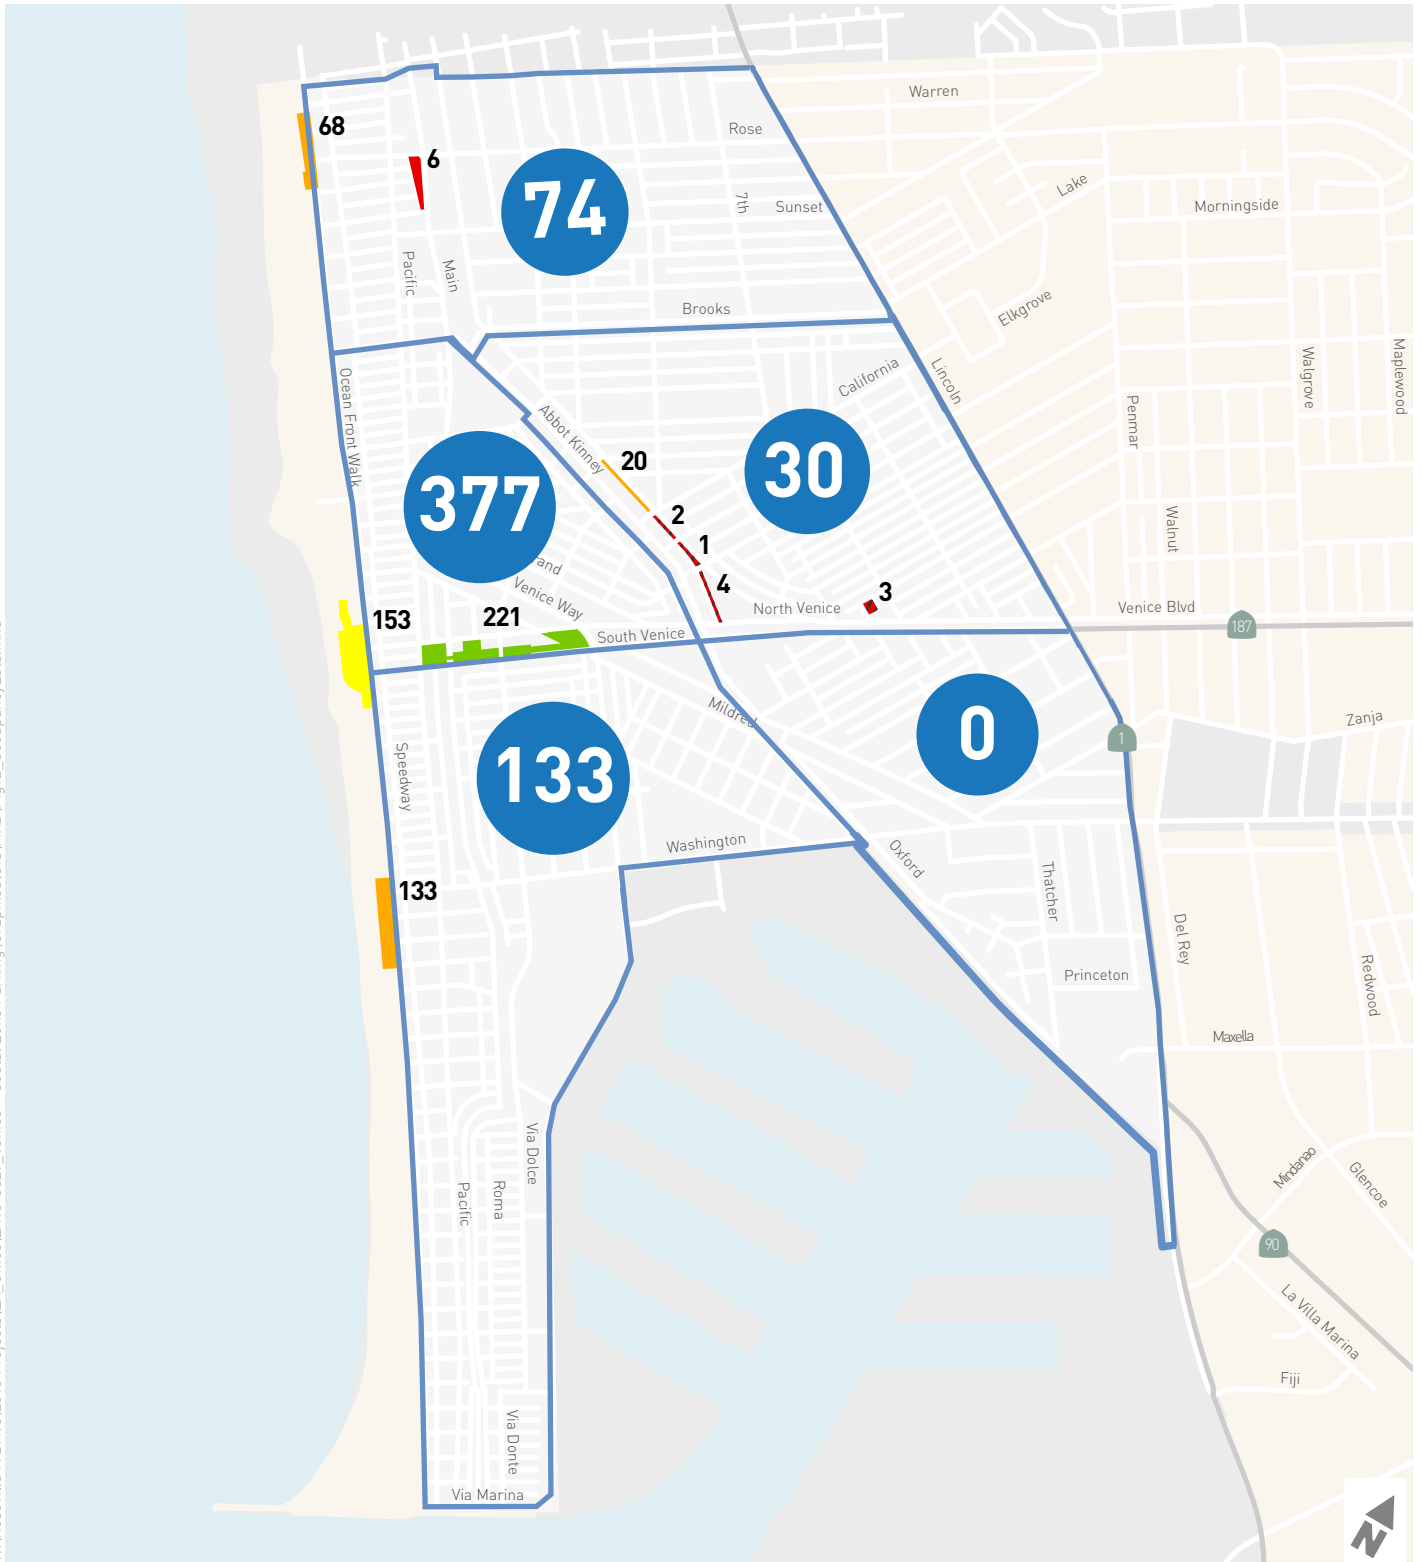 Warren
68
Rose
6
Lake
74
7th
Sunset
Morningside
Pacific
Main
Brooks
Elkgrove
Ocean Front Walk
California
Lincoln
Walgrove
Maplewood
Penmar
Abbot Kinney
20
30
377
2
Walnut
1
rand
4
Venice Way
3
North Venice
Venice Blvd
153
221
South Venice
187
Mildred
Zanja
0
1
Speedway
133
Washington
Oxford
Thatcher
133
Del Rey
Princeton
Redwood
Maxella
Via Dolce
Mindanao
Glencoe
Pacific
Roma
90
La Villa Marina
Fiji
Via Donte
Via Marina
N